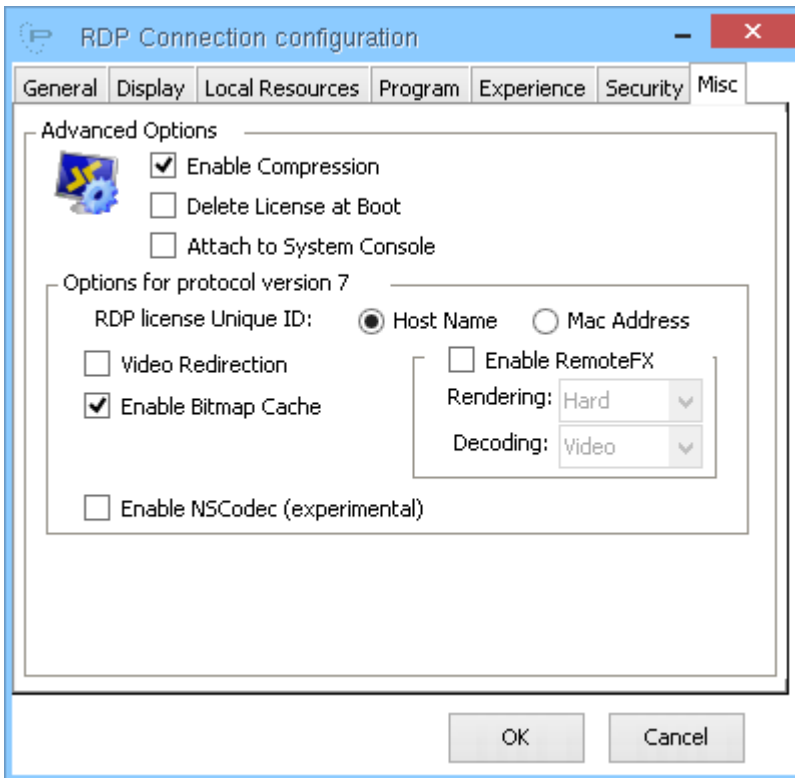 RDP Connection configuration
General Display Local Resources Program Experience Security Misc
Advanced Options
Enable Compression
Delete License at Boot
Attach to System Console
Options for protocol version 7
RDP license Unique ID: Host Name Mac Address
Video Redirection Enable RemoteFX
Enable Bitmap Cache Rendering: Hard
Decoding: Video
Enable NSCodec (experimental)
OK Cancel